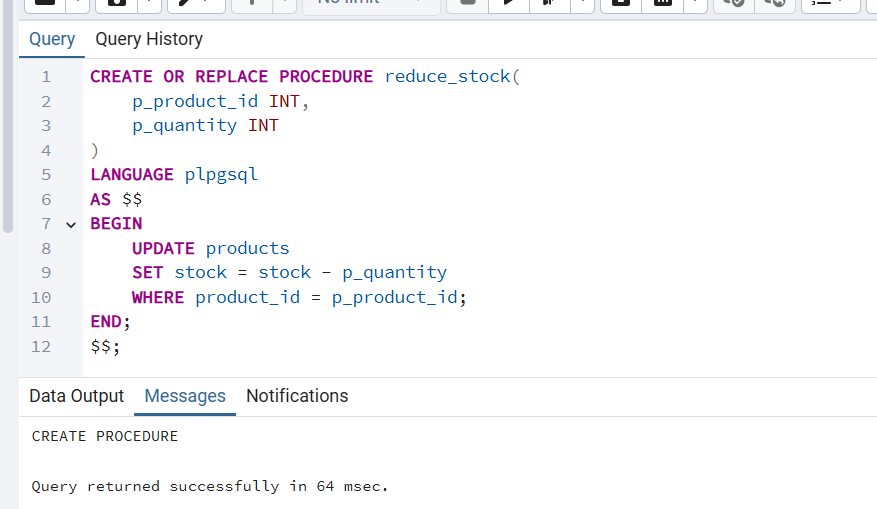 Query Query History
1 CREATE OR REPLACE PROCEDURE reduce_stock(
2 p_product_id INT,
3 p_quantity INT
4 )
5 LANGUAGE plpgsql
6 AS $$
7 BEGIN
8 UPDATE products
9 SET stock = stock - p_quantity
10 WHERE product_id = p_product_id;
11 END;
12 $$;
Data Output Messages Notifications
CREATE PROCEDURE
Query returned successfully in 64 msec.